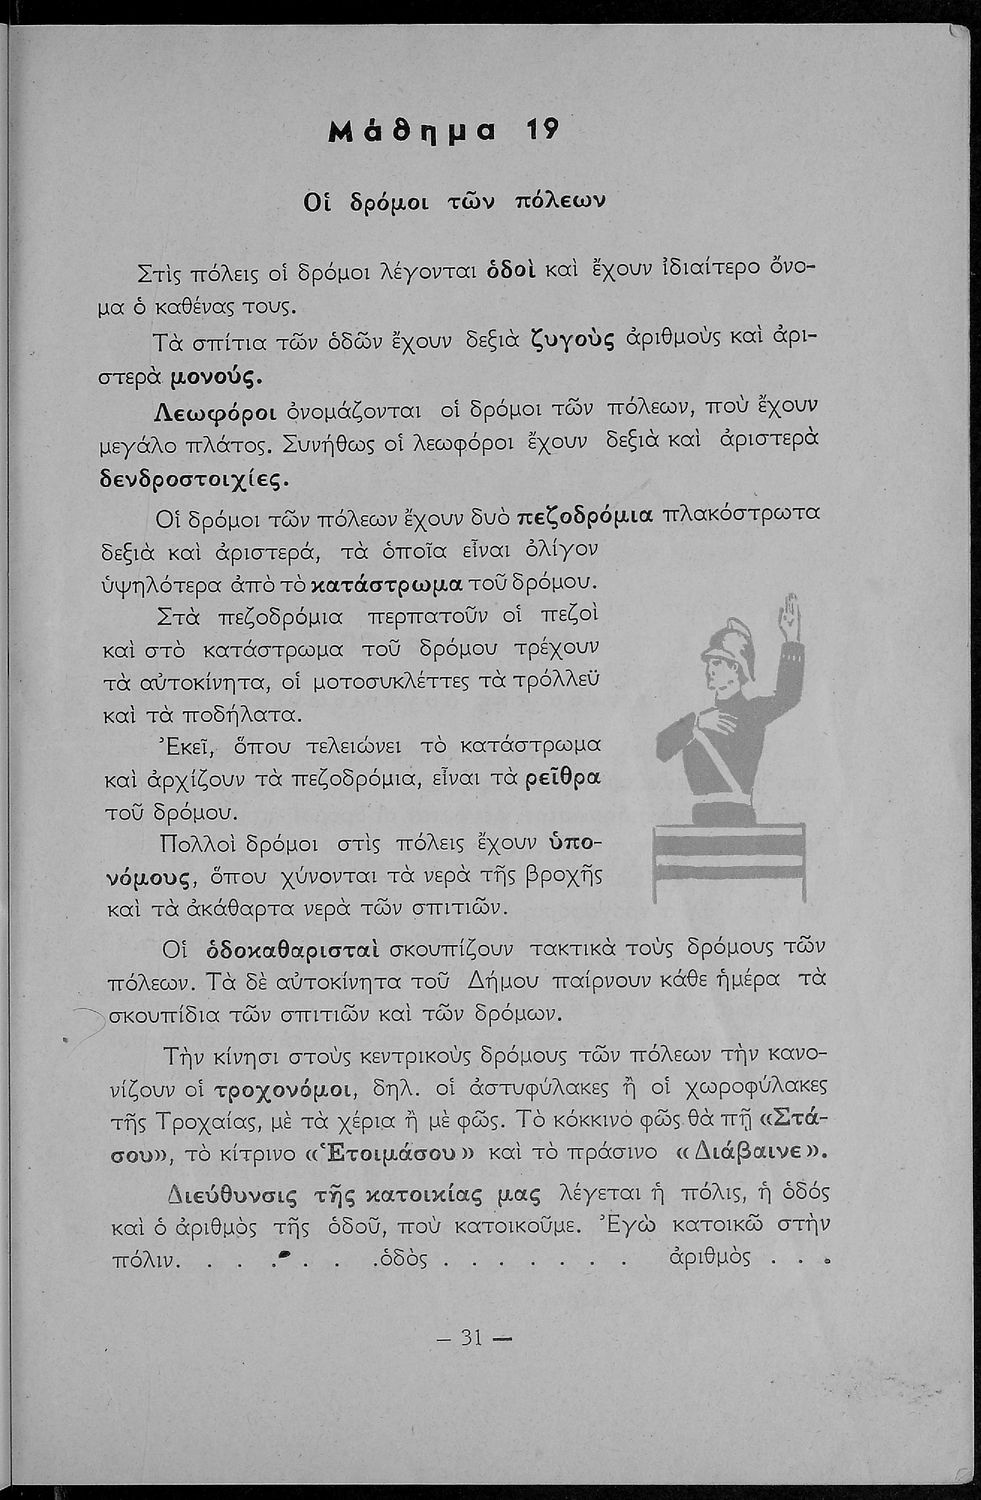 Μάθημα 19
Οἱ δρόμοι τῶν πόλεων
Στὶς πόλεις οἱ δρόμοι λέγονται ὁδοὶ καὶ ἔχουν ἰδιαίτερο ὄνο-
μα ὁ καθένας τους.
Τὰ σπίτια τῶν ὁδῶν ἔχουν δεξιὰ ζυγοὺς ἀριθμοὺς καὶ ἀρι-
στερὰ μονούς.
Λεωφόροι ὀνομάζονται οἱ δρόμοι τῶν πόλεων, ποὺ ἔχουν
μεγάλο πλάτος. Συνήθως οἱ λεωφόροι ἔχουν δεξιὰ καὶ ἀριστερὰ
δενδροστοιχίες.
Οἱ δρόμοι τῶν πόλεων ἔχουν δυὸ πεζοδρόμια πλακόστρωτα
δεξιὰ καὶ ἀριστερά, τὰ ὁποῖα εἶναι ὀλίγον
ὑψηλότερα ἀπὸ τὸ κατάστρωμα τοῦ δρόμου.
Στὰ πεζοδρόμια περπατοῦν οἱ πεζοὶ
καὶ στὸ κατάστρωμα τοῦ δρόμου τρέχουν
τὰ αὐτοκίνητα, οἱ μοτοσυκλέττες τὰ τρόλλεϋ
καὶ τὰ ποδήλατα.
Ἐκεῖ, ὅπου τελειώνει τὸ κατάστρωμα
καὶ ἀρχίζουν τὰ πεζοδρόμια, εἶναι τὰ ρεῖθρα
τοῦ δρόμου.
Πολλοὶ δρόμοι στὶς πόλεις ἔχουν ὑπο-
νόμους, ὅπου χύνονται τὰ νερὰ τῆς βροχῆς
καὶ τὰ ἀκάθαρτα νερὰ τῶν σπιτιῶν.
Οἱ ὁδοκαθαρισταὶ σκουπίζουν τακτικὰ τοὺς δρόμους τῶν
πόλεων. Τὰ δὲ αὐτοκίνητα τοῦ Δήμου παίρνουν κάθε ἡμέρα τὰ
σκουπίδια τῶν σπιτιῶν καὶ τῶν δρόμων.
Τὴν κίνησι στοὺς κεντρικοὺς δρόμους τῶν πόλεων τὴν κανο-
νίζουν οἱ τροχονόμοι, δηλ. οἱ ἀστυφύλακες ἢ οἱ χωροφύλακες
τῆς Τροχαίας, μὲ τὰ χέρια ἢ μὲ φῶς. Τὸ κόκκινο φῶς θὰ πῇ «Στά-
σου», τὸ κίτρινο «Ἑτοιμάσου» καὶ τὸ πράσινο «Διάβαινε».
Διεύθυνσις τῆς κατοικίας μας λέγεται ἡ πόλις, ἡ ὁδός
καὶ ὁ ἀριθμὸς τῆς ὁδοῦ, ποὺ κατοικοῦμε. Ἐγὼ κατοικῶ στὴν
πόλιν. . . . . . . .ὁδὸς . . . . . . . ἀριθμὸς . . .
— 31 —